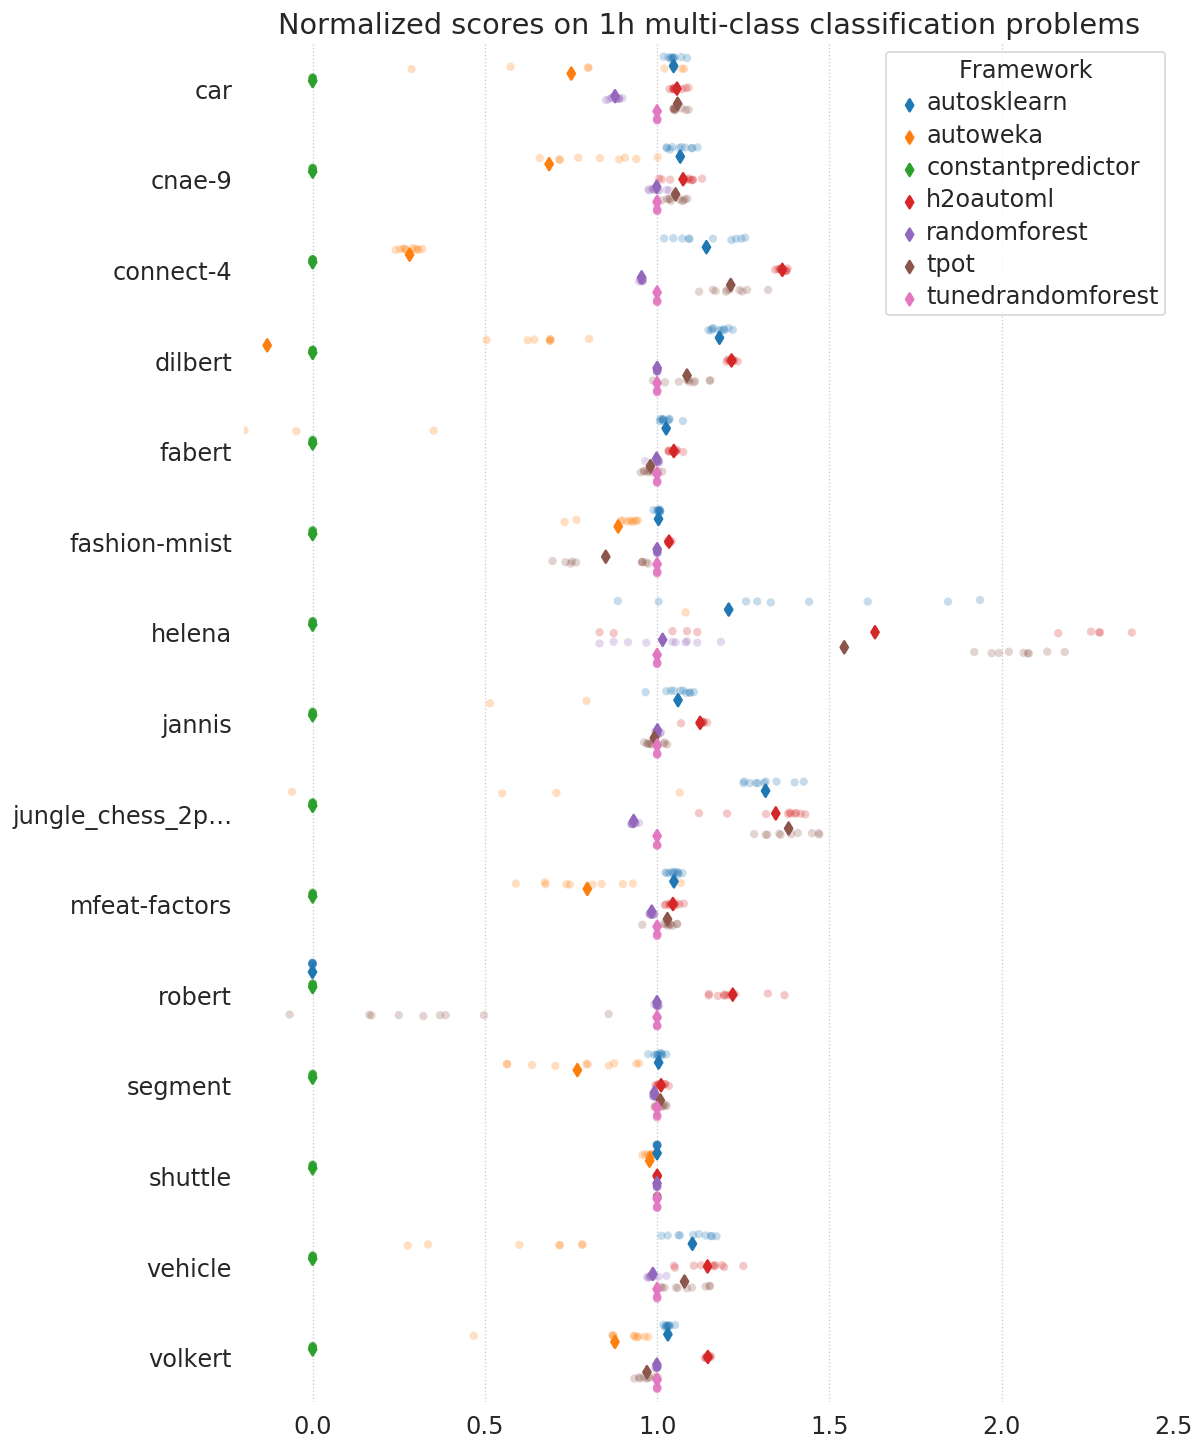 Normalized scores on 1h multi-class classification problems
Framework
autosklearn
autoweka
constantpredictor
h2oautoml
randomforest
tpot
tunedrandomforest
car
cnae-9
connect-4
dilbert
fabert
fashion-mnist
helena
jannis
jungle_chess_2p…
mfeat-factors
robert
segment
shuttle
vehicle
volkert
0.0 0.5 1.0 1.5 2.0 2.5